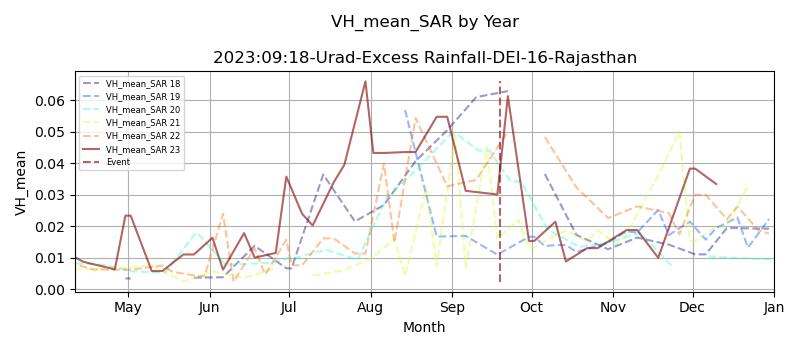 VH_mean_SAR by Year
2023:09:18-Urad-Excess Rainfall-DEI-16-Rajasthan
VH_mean_SAR 18
VH_mean_SAR 19
VH_mean_SAR 20
VH_mean_SAR 21
VH_mean_SAR 22
VH_mean_SAR 23
Event
VH_mean
0.06
0.05
0.04
0.03
0.02
0.01
0.00
May Jun Jul Aug Sep Oct Nov Dec Jan
Month